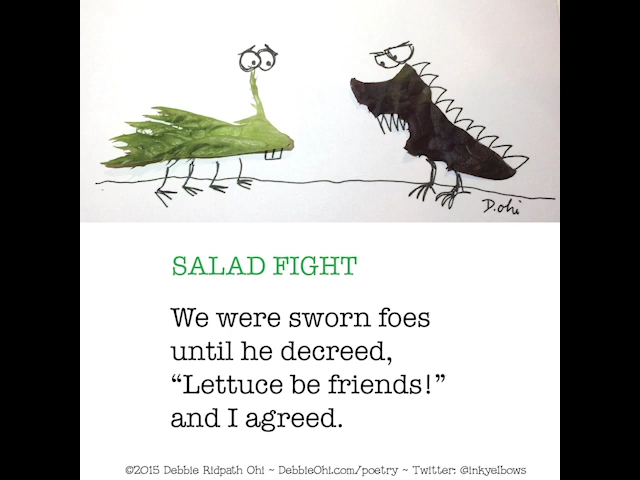 D.ohi
SALAD FIGHT
We were sworn foes
until he decreed,
“Lettuce be friends!”
and I agreed.
©2015 Debbie Ridpath Ohi ~ DebbieOhi.com/poetry ~ Twitter: @inkyelbows